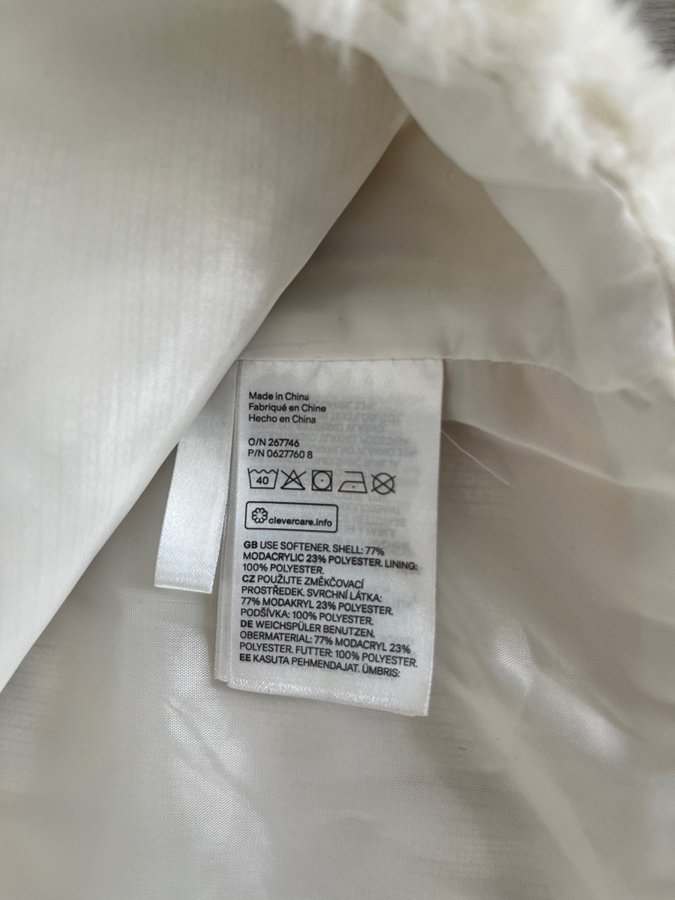 Made in China
Fabriqué en Chine
Hecho en China
O/N 267746
P/N 0627760 8
40
clevercare.info
GB USE SOFTENER. SHELL: 77%
MODACRYLIC 23% POLYESTER. LINING:
100% POLYESTER.
CZ POUŽIJTE ZMĚKČOVACÍ
PROSTŘEDEK. SVRCHNÍ LÁTKA:
77% MODAKRYL 23% POLYESTER.
PODŠÍVKA: 100% POLYESTER.
DE WEICHSPÜLER BENUTZEN.
OBERMATERIAL: 77% MODACRYL 23%
POLYESTER. FUTTER: 100% POLYESTER.
EE KASUTA PEHMENDAJAT. ÜMBRIS: